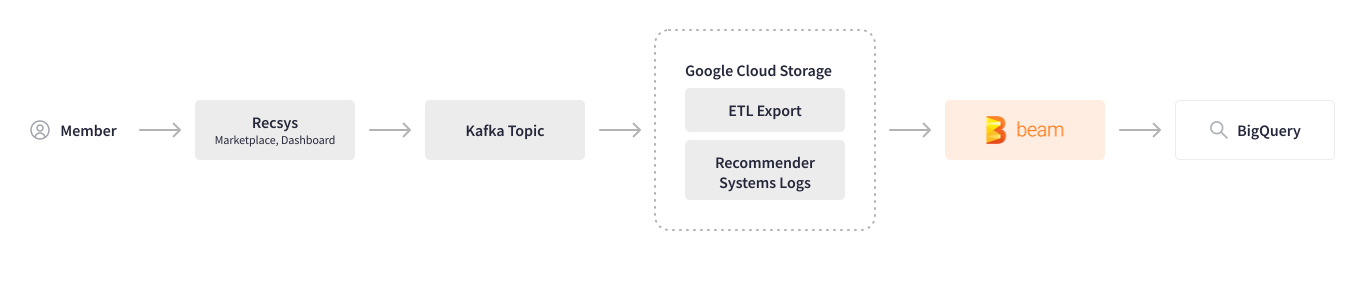 Member
Recsys
Marketplace, Dashboard
Kafka Topic
Google Cloud Storage
ETL Export
Recommender
Systems Logs
beam
BigQuery